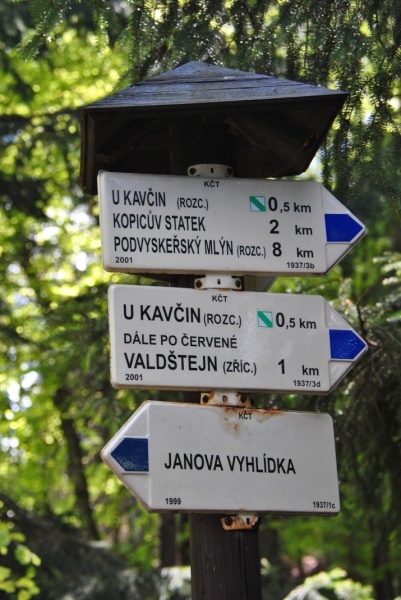 KČT
U KAVČIN (ROZC.) 0,5 km
KOPICŮV STATEK 2 km
PODVYSKEŘSKÝ MLÝN (ROZC.) 8 km
2001 1937/3b
KČT
U KAVČIN (ROZC.) 0,5 km
DÁLE PO ČERVENÉ
VALDŠTEJN (ZŘÍC.) 1 km
2001 1937/3d
KČT
JANOVA VYHLÍDKA
1999 1937/1c